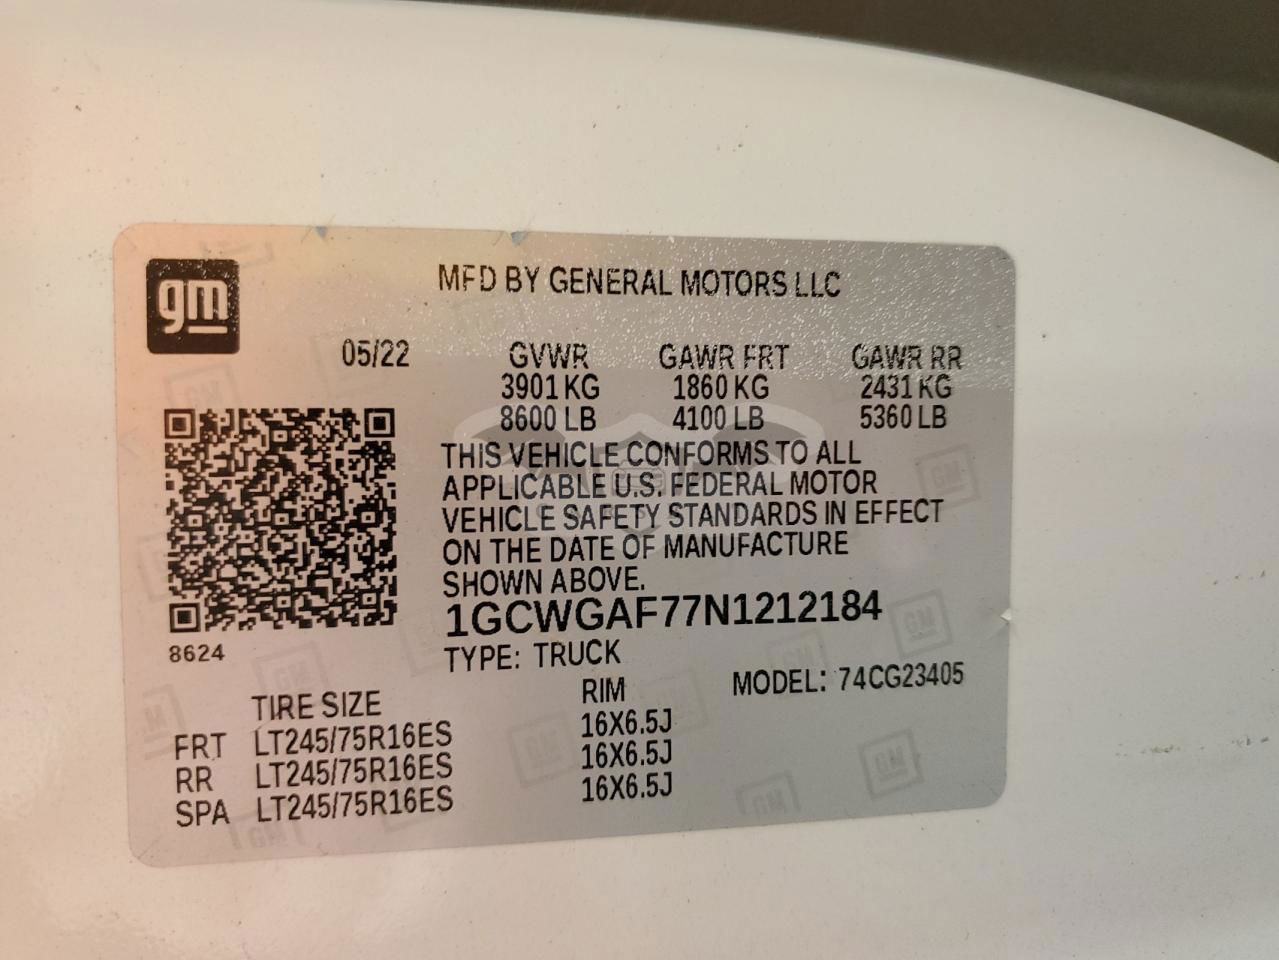 gm
MFD BY GENERAL MOTORS LLC
05/22 GVWR GAWR FRT GAWR RR
3901 KG 1860 KG 2431 KG
8600 LB 4100 LB 5360 LB
THIS VEHICLE CONFORMS TO ALL
APPLICABLE U.S. FEDERAL MOTOR
VEHICLE SAFETY STANDARDS IN EFFECT
ON THE DATE OF MANUFACTURE
SHOWN ABOVE.
1GCWGAF77N1212184
8624
TYPE: TRUCK
TIRE SIZE RIM MODEL: 74CG23405
FRT LT245/75R16ES 16X6.5J
RR LT245/75R16ES 16X6.5J
SPA LT245/75R16ES 16X6.5J